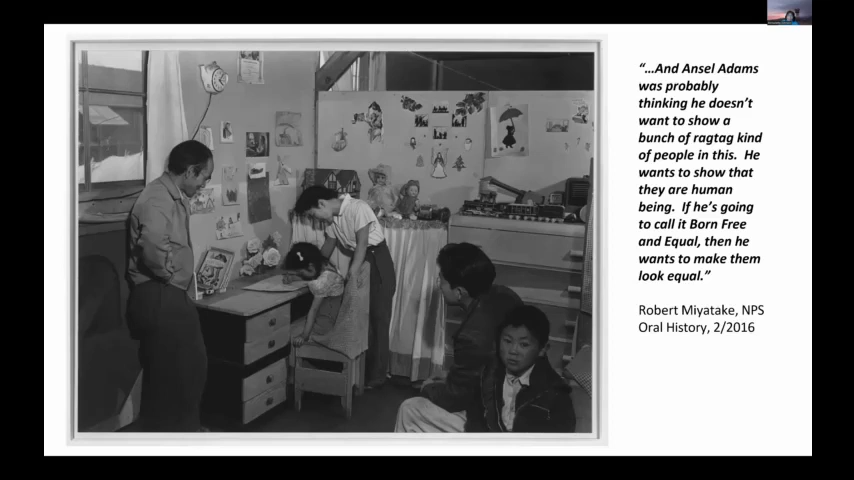 “…And Ansel Adams
was probably
thinking he doesn’t
want to show a
bunch of ragtag kind
of people in this.  He
wants to show that
they are human
being.  If he’s going
to call it Born Free
and Equal, then he
wants to make them
look equal.”
Robert Miyatake, NPS
Oral History, 2/2016